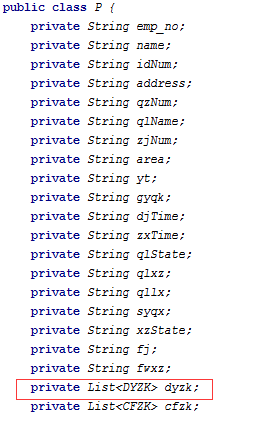 public class P {
private String emp_no;
private String name;
private String idNum;
private String address;
private String qzNum;
private String qlName;
private String zjNum;
private String area;
private String yt;
private String gyqk;
private String djTime;
private String zxTime;
private String qlState;
private String qlxz;
private String qllx;
private String syqx;
private String xzState;
private String fj;
private String fwxz;
private List<DYZK> dyzk;
private List<CFZK> cfzk;